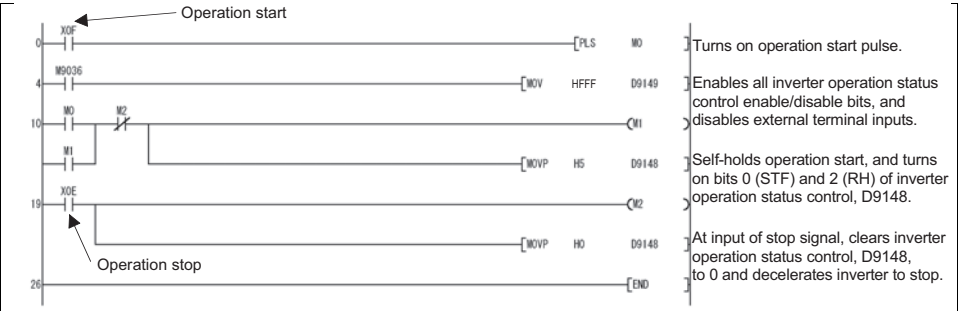 Operation start
X0F
0
[PLS M0 ]
Turns on operation start pulse.
M9036
4
[MOV HFFF D9149 ]
Enables all inverter operation status
control enable/disable bits, and
disables external terminal inputs.
M0 M2
10
(M1 )
M1
[MOVP H5 D9148 ]
Self-holds operation start, and turns
on bits 0 (STF) and 2 (RH) of inverter
operation status control, D9148.
X0E
19
(M2 )
[MOVP H0 D9148 ]
At input of stop signal, clears inverter
operation status control, D9148,
to 0 and decelerates inverter to stop.
Operation stop
26
[END ]